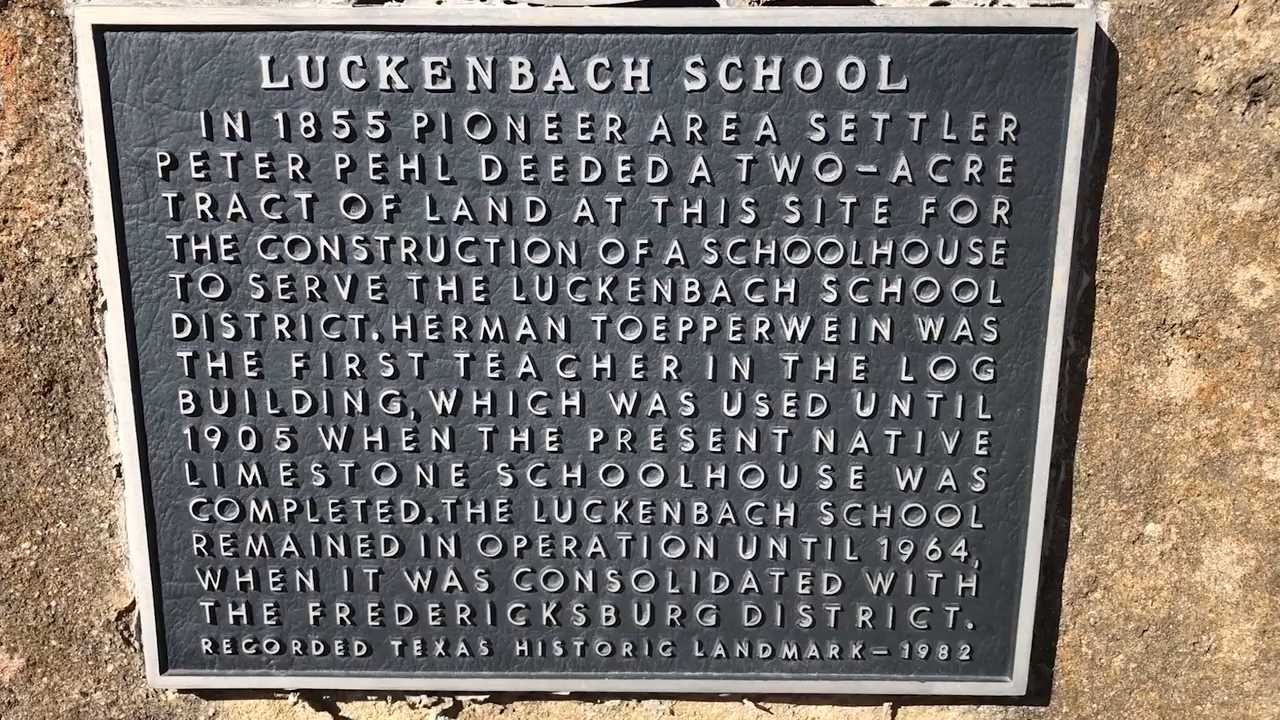 LUCKENBACH SCHOOL
IN 1855 PIONEER AREA SETTLER
PETER PEHL DEEDED A TWO-ACRE
TRACT OF LAND AT THIS SITE FOR
THE CONSTRUCTION OF A SCHOOLHOUSE
TO SERVE THE LUCKENBACH SCHOOL
DISTRICT. HERMAN TOEPPERWEIN WAS
THE FIRST TEACHER IN THE LOG
BUILDING, WHICH WAS USED UNTIL
1905 WHEN THE PRESENT NATIVE
LIMESTONE SCHOOLHOUSE WAS
COMPLETED. THE LUCKENBACH SCHOOL
REMAINED IN OPERATION UNTIL 1964,
WHEN IT WAS CONSOLIDATED WITH
THE FREDERICKSBURG DISTRICT.
RECORDED TEXAS HISTORIC LANDMARK-1982